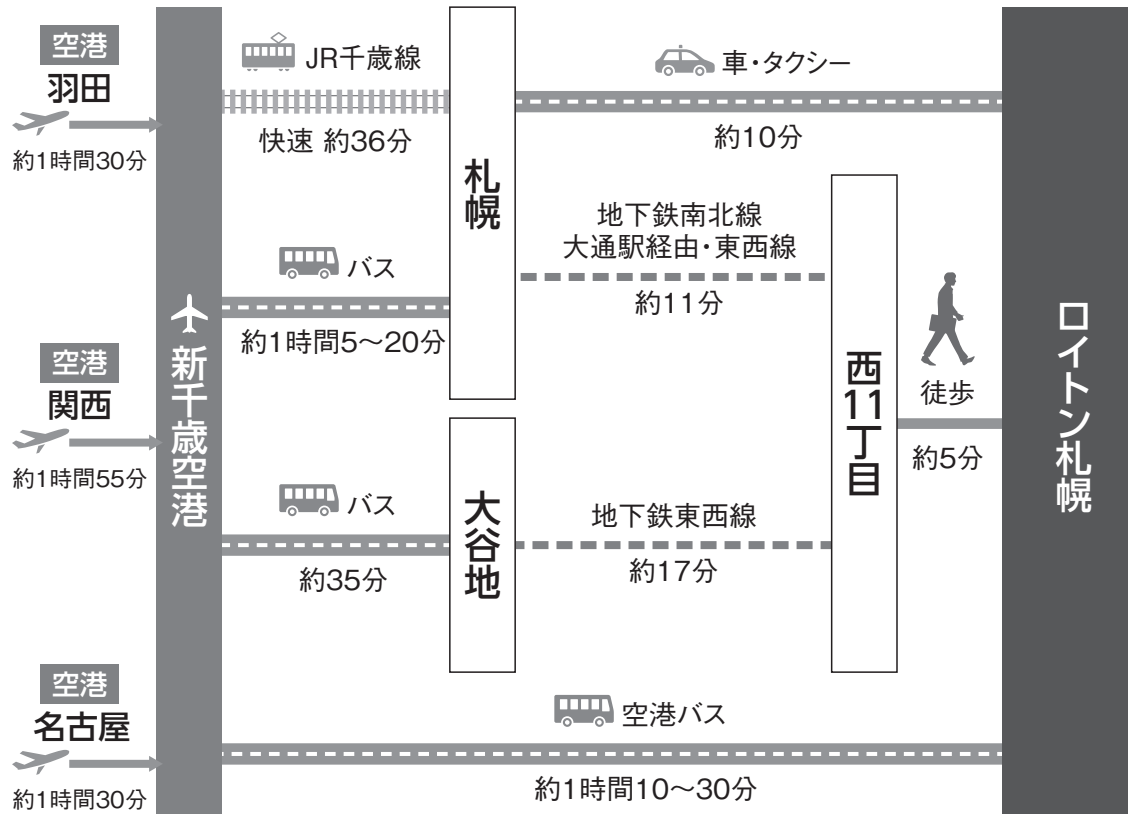 空港
羽田
約1時間30分
空港
関西
約1時間55分
空港
名古屋
約1時間30分
新千歳空港
JR千歳線
快速 約36分
バス
約1時間5〜20分
バス
約35分
札幌
大谷地
車・タクシー
約10分
地下鉄南北線
大通駅経由・東西線
約11分
地下鉄東西線
約17分
西11丁目
徒歩
約5分
空港バス
約1時間10〜30分
ロイトン札幌